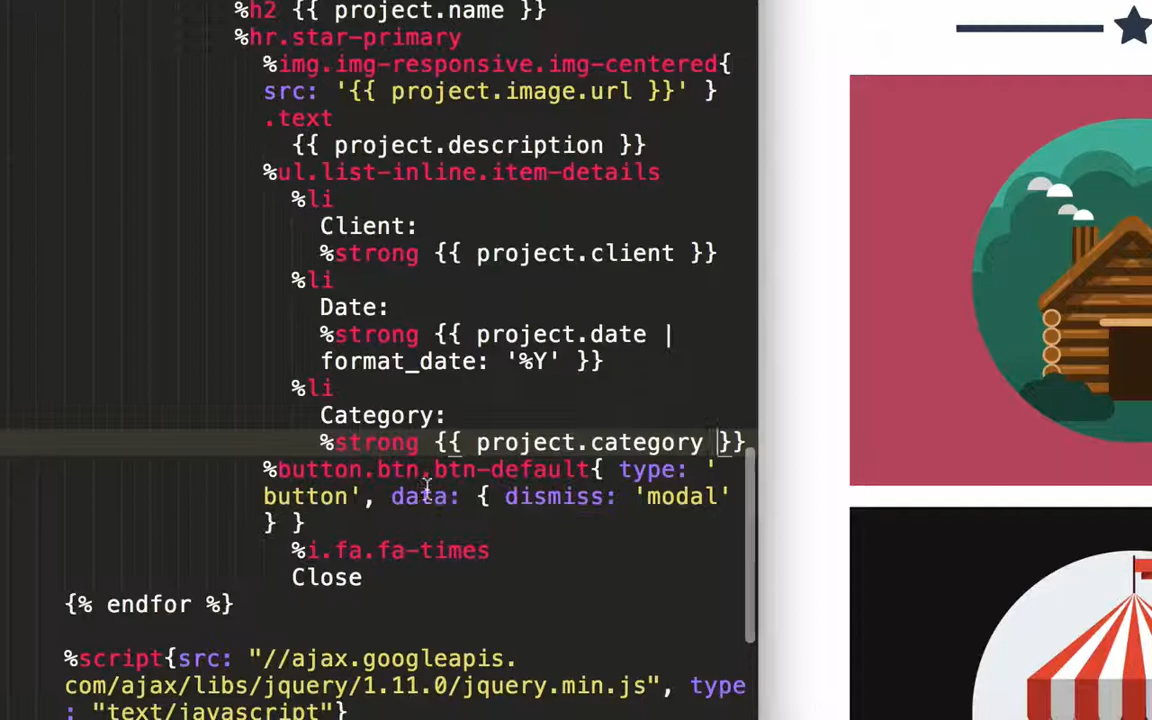 %h2 {{ project.name }}
%hr.star-primary
%img.img-responsive.img-centered{
src: '{{ project.image.url }}' }
.text
{{ project.description }}
%ul.list-inline.item-details
%li
Client:
%strong {{ project.client }}
%li
Date:
%strong {{ project.date |
format_date: '%Y' }}
%li
Category:
%strong {{ project.category }}
%button.btn.btn-default{ type: '
button', data: { dismiss: 'modal'
} }
%i.fa.fa-times
Close
{% endfor %}
%script{src: "//ajax.googleapis.
com/ajax/libs/jquery/1.11.0/jquery.min.js", type
: "text/javascript"}